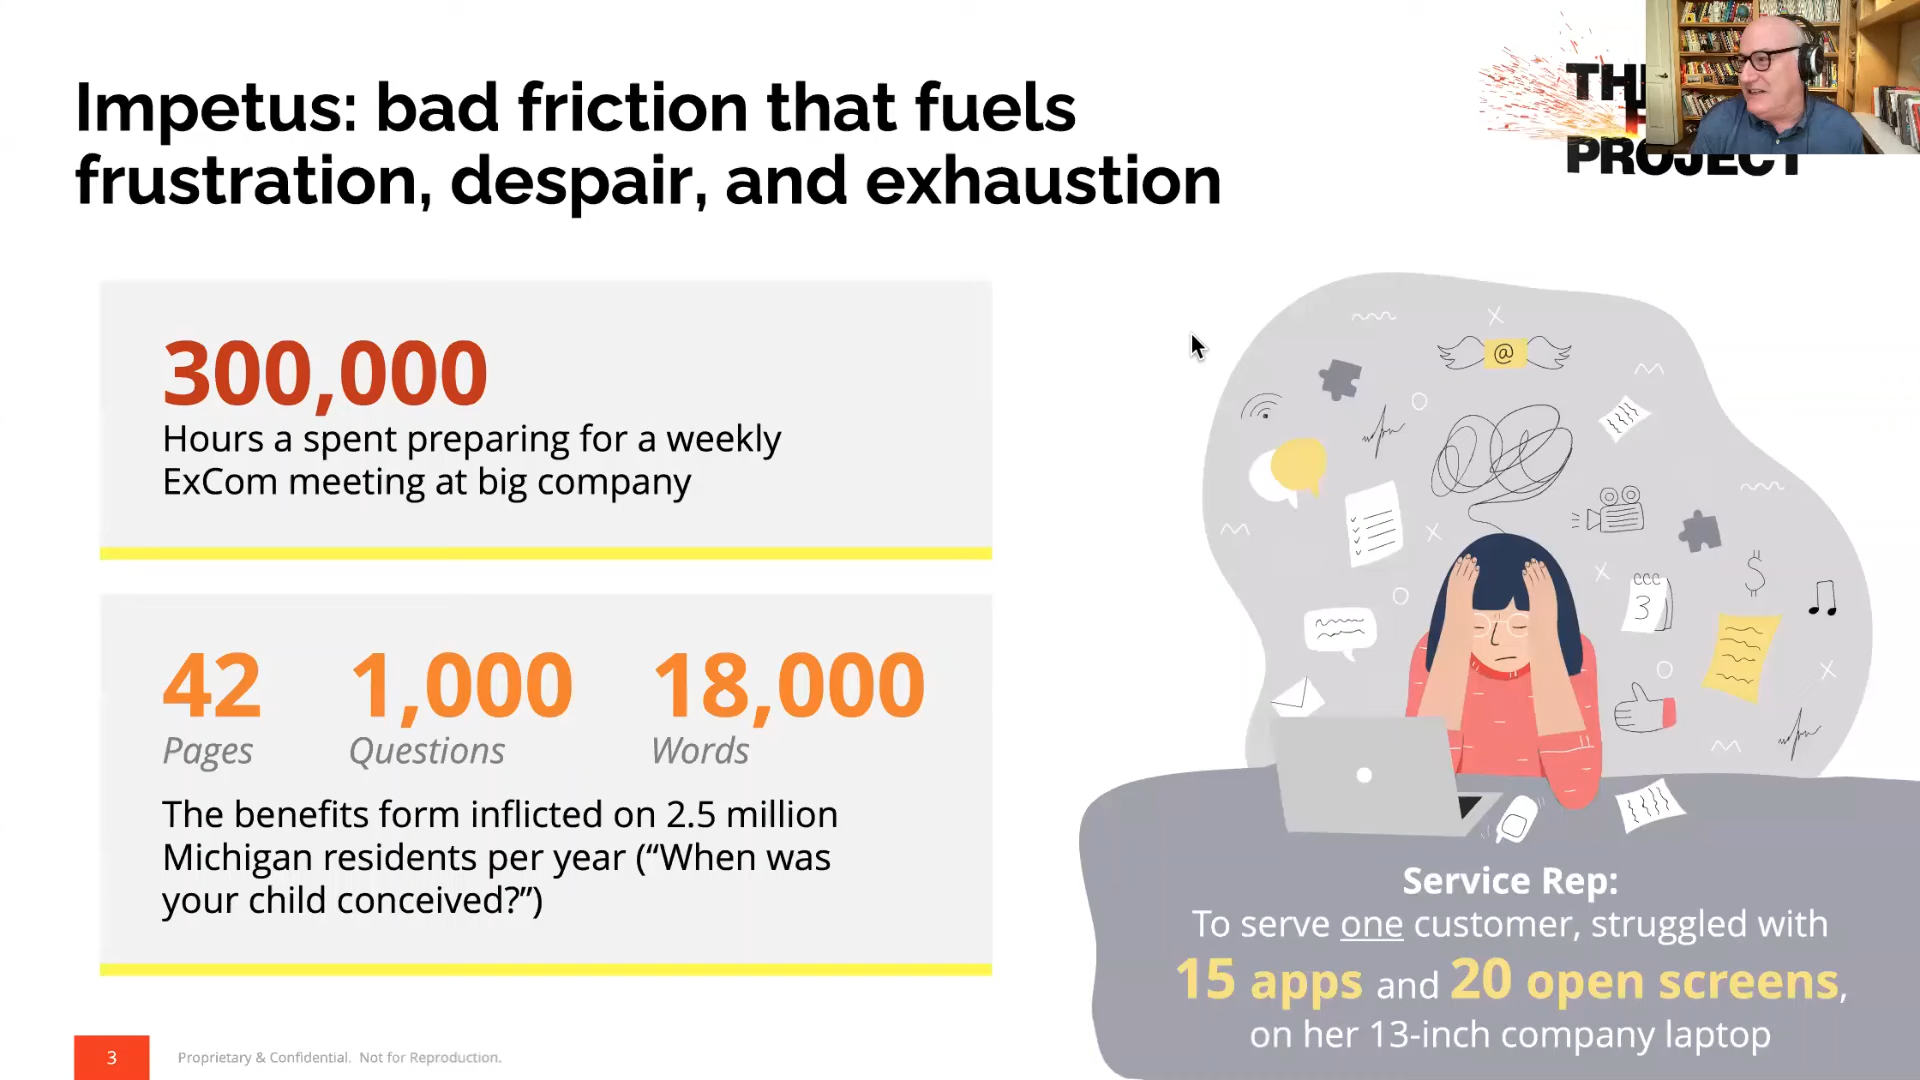 Impetus: bad friction that fuels
frustration, despair, and exhaustion
PROJECT
300,000
Hours a spent preparing for a weekly
ExCom meeting at big company
42 1,000 18,000
Pages Questions Words
The benefits form inflicted on 2.5 million
Michigan residents per year (“When was
your child conceived?”)
@
3
$
Service Rep:
To serve one customer, struggled with
15 apps and 20 open screens,
on her 13-inch company laptop
3 Proprietary & Confidential. Not for Reproduction.